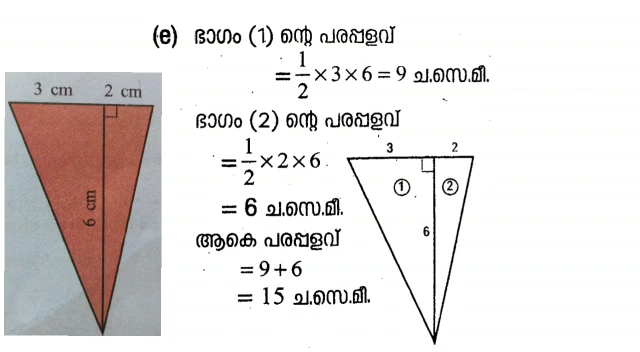 (e) ഭാഗം (1) ന്റെ പരപ്പളവ്
= 1/2 × 3 × 6 = 9 ച.സെ.മീ.
3 cm 2 cm
6 cm
ഭാഗം (2) ന്റെ പരപ്പളവ്
= 1/2 × 2 × 6
= 6 ച.സെ.മീ.
ആകെ പരപ്പളവ്
= 9 + 6
= 15 ച.സെ.മീ.
3 2
① ②
6